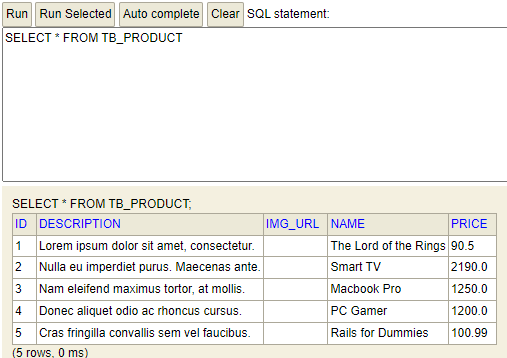 Run Run Selected Auto complete Clear SQL statement:
SELECT * FROM TB_PRODUCT
SELECT * FROM TB_PRODUCT;
ID DESCRIPTION IMG_URL NAME PRICE
1 Lorem ipsum dolor sit amet, consectetur. The Lord of the Rings 90.5
2 Nulla eu imperdiet purus. Maecenas ante. Smart TV 2190.0
3 Nam eleifend maximus tortor, at mollis. Macbook Pro 1250.0
4 Donec aliquet odio ac rhoncus cursus. PC Gamer 1200.0
5 Cras fringilla convallis sem vel faucibus. Rails for Dummies 100.99
(5 rows, 0 ms)